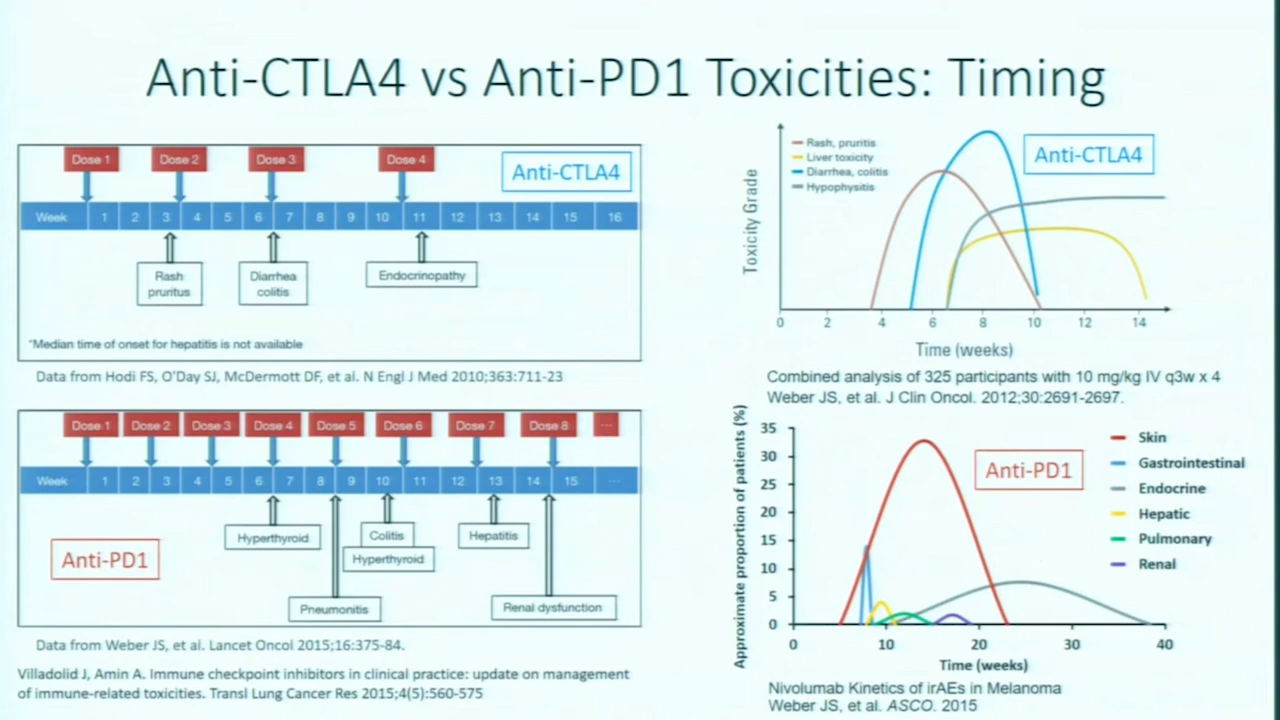 Anti-CTLA4 vs Anti-PD1 Toxicities: Timing
Dose 1 Dose 2 Dose 3 Dose 4
Anti-CTLA4
Week 1 2 3 4 5 6 7 8 9 10 11 12 13 14 15 16
Rash pruritus
Diarrhea colitis
Endocrinopathy
*Median time of onset for hepatitis is not available
Data from Hodi FS, O'Day SJ, McDermott DF, et al. N Engl J Med 2010;363:711-23
Dose 1 Dose 2 Dose 3 Dose 4 Dose 5 Dose 6 Dose 7 Dose 8 ...
Week 1 2 3 4 5 6 7 8 9 10 11 12 13 14 15 ...
Hyperthyroid
Colitis
Hepatitis
Hyperthyroid
Anti-PD1
Pneumonitis
Renal dysfunction
Data from Weber JS, et al. Lancet Oncol 2015;16:375-84.
Villadolid J, Amin A. Immune checkpoint inhibitors in clinical practice: update on management
of immune-related toxicities. Transl Lung Cancer Res 2015;4(5):560-575
Toxicity Grade
Rash, pruritis
Liver toxicity
Diarrhea, colitis
Hypophysitis
Anti-CTLA4
0 2 4 6 8 10 12 14
Time (weeks)
Combined analysis of 325 participants with 10 mg/kg IV q3w x 4
Weber JS, et al. J Clin Oncol. 2012;30:2691-2697.
Approximate proportion of patients (%)
35
30
25
20
15
10
5
0
Anti-PD1
Skin
Gastrointestinal
Endocrine
Hepatic
Pulmonary
Renal
0 10 20 30 40
Time (weeks)
Nivolumab Kinetics of irAEs in Melanoma
Weber JS, et al. ASCO. 2015